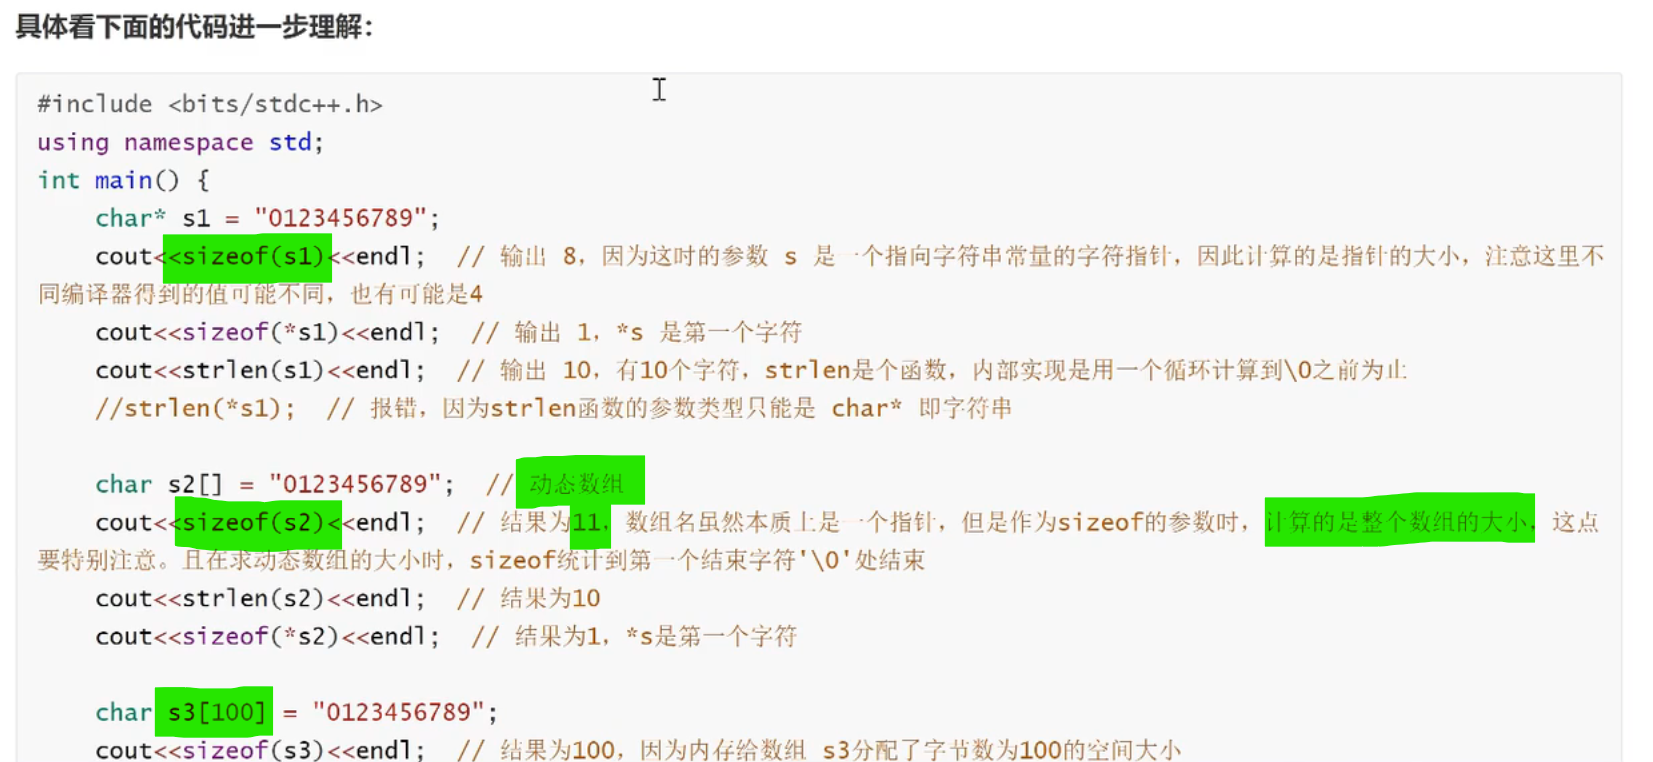 具体看下面的代码进一步理解：
#include <bits/stdc++.h>
using namespace std;
int main() {
    char* s1 = "0123456789";
    cout<<sizeof(s1)<<endl;  // 输出 8，因为这时的参数 s 是一个指向字符串常量的字符指针，因此计算的是指针的大小，注意这里不
同编译器得到的值可能不同，也有可能是4
    cout<<sizeof(*s1)<<endl;  // 输出 1，*s 是第一个字符
    cout<<strlen(s1)<<endl;  // 输出 10，有10个字符，strlen是个函数，内部实现是用一个循环计算到\0之前为止
    //strlen(*s1);  // 报错，因为strlen函数的参数类型只能是 char* 即字符串
    char s2[] = "0123456789";  // 动态数组
    cout<<sizeof(s2)<<endl;  // 结果为11，数组名虽然本质上是一个指针，但是作为sizeof的参数时，计算的是整个数组的大小，这点
要特别注意。且在求动态数组的大小时，sizeof统计到第一个结束字符'\0'处结束
    cout<<strlen(s2)<<endl;  // 结果为10
    cout<<sizeof(*s2)<<endl;  // 结果为1，*s是第一个字符
    char s3[100] = "0123456789";
    cout<<sizeof(s3)<<endl;  // 结果为100，因为内存给数组 s3分配了字节数为100的空间大小